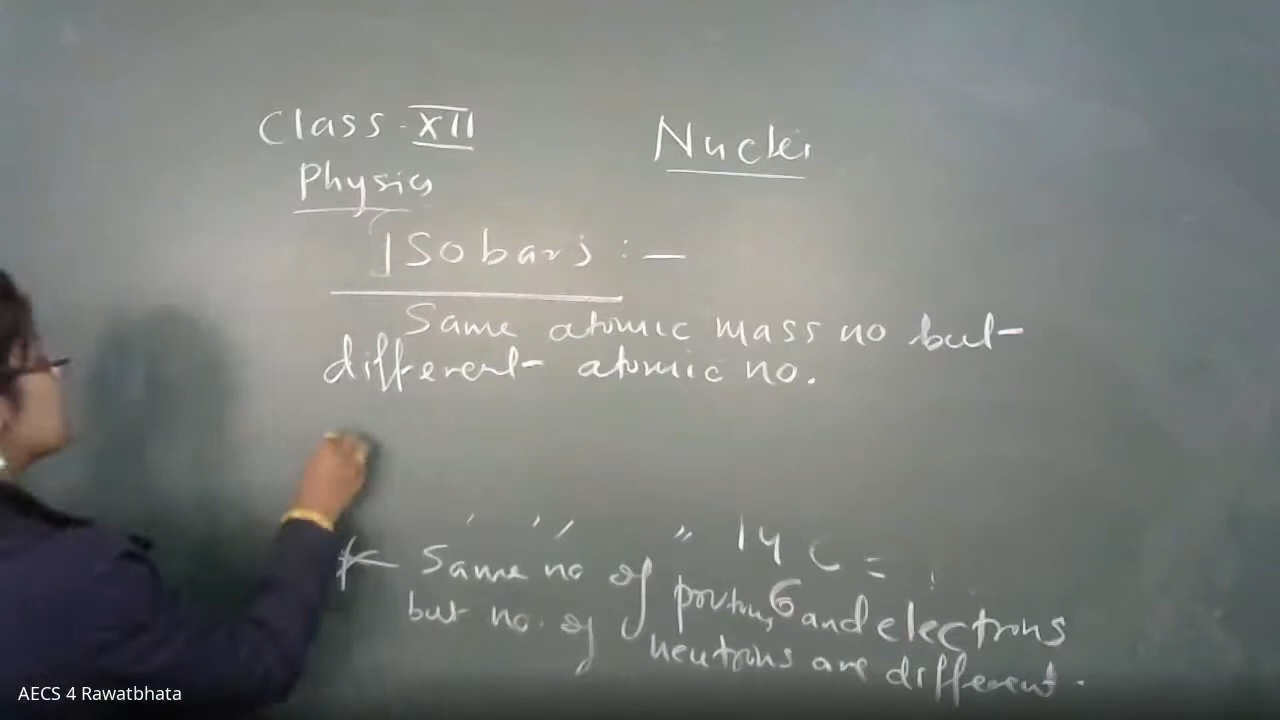 Class-XII
Nuclei
Physics
Isobars :-
Same atomic mass no but-
different- atomic no.
" 14 C =
* Same no of protons 6 and electrons
but no. of neutrons are different.
AECS 4 Rawatbhata